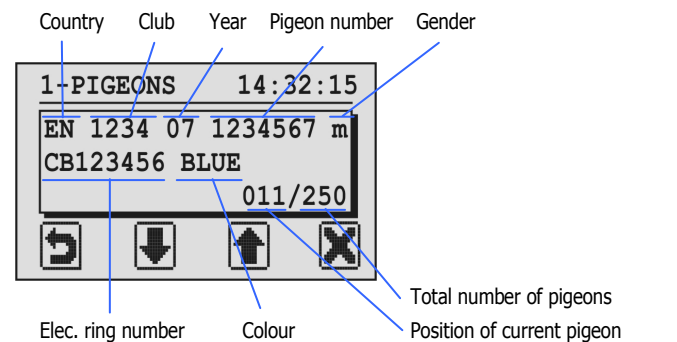 Country Club Year Pigeon number Gender
1-PIGEONS 14:32:15
EN 1234 07 1234567 m
CB123456 BLUE
011/250
Total number of pigeons
Elec. ring number Colour Position of current pigeon